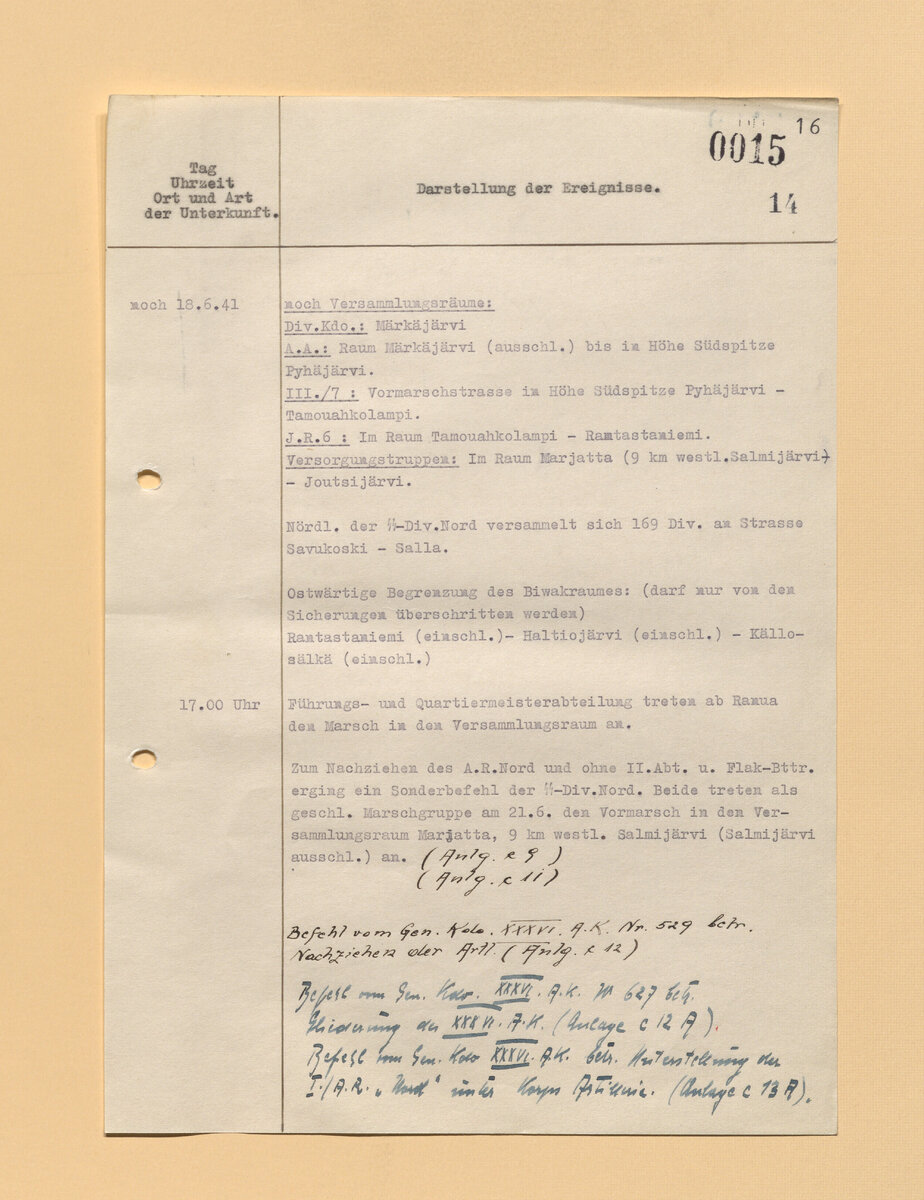 16
0015
14
Tag
Uhrzeit
Ort und Art
der Unterkunft.
Darstellung der Ereignisse.
noch 18.6.41
noch Versammlungsräume:
Div.Kdo.: Märkäjärvi
A.A.: Raum Märkäjärvi (ausschl.) bis in Höhe Südspitze
Pyhäjärvi.
III./7 : Vormarschstrasse in Höhe Südspitze Pyhäjärvi -
Tamouahkolampi.
J.R.6 : Im Raum Tamouahkolampi - Rantastaniemi.
Versorgungstruppen: Im Raum Marjatta (9 km westl.Salmijärvi)
- Joutsijärvi.
Nördl. der ᛋᛋ-Div.Nord versammelt sich 169 Div. an Strasse
Savukoski - Salla.
Ostwärtige Begrenzung des Biwakraumes: (darf nur von den
Sicherungen überschritten werden)
Rantastaniemi (einschl.)- Haltiojärvi (einschl.) - Källo-
sälkä (einschl.)
17.00 Uhr
Führungs- und Quartiermeisterabteilung treten ab Ranua
den Marsch in den Versammlungsraum an.
Zum Nachziehen des A.R.Nord und ohne II.Abt. u. Flak-Bttr.
erging ein Sonderbefehl der ᛋᛋ-Div.Nord. Beide treten als
geschl. Marschgruppe am 21.6. den Vormarsch in den Ver-
sammlungsraum Marjatta, 9 km westl. Salmijärvi (Salmijärvi
ausschl.) an. (Anlg. c 9 )
(Anlg. c 11)
Befehl vom Gen. Kdo. XXXVI. A.K. Nr. 529 betr.
Nachziehen der Artl. (Anlg. c 12)
Befehl vom Gen. Kdo. XXXVI. A.K. Nr 627 betr.
Gliederung des XXXVI. A.K. (Anlage c 12 A).
Befehl vom Gen. Kdo XXXVI. A.K. betr. Unterstellung der
I./A.R. „Nord" unter Korps Artillerie. (Anlage c 13 A).